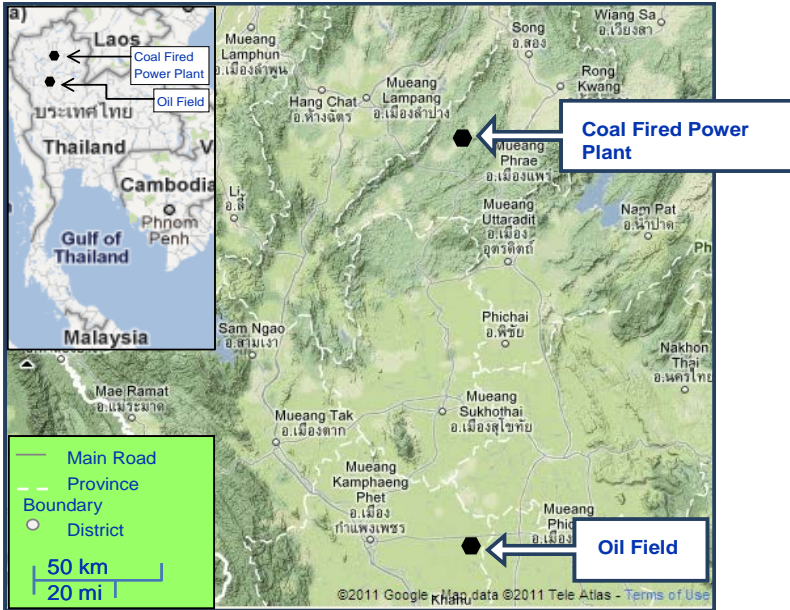 a)
Laos
Coal Fired
Power Plant
Oil Field
ประเทศไทย
Thailand
V
Cambodia
Phnom
Penh
Gulf of
Thailand
Malaysia
Mueang
Lamphun
อ.เมืองลำพูน
Song
อ.สอง
Wiang Sa
อ.เวียงสา
Hang Chat
อ.ห้างฉัตร
Mueang
Lampang
อ.เมืองลำปาง
Rong
Kwang
Coal Fired Power
Plant
Mueang
Phrae
อ.เมืองแพร่
Li
อ.ลี้
Mueang
Uttaradit
อ.เมือง
อุตรดิตถ์
Nam Pat
อ.น้ำปาด
Ph
Phichai
อ.พิชัย
Sam Ngao
อ.สามเงา
Nakhon
Thai
อ.นครไทย
Mae Ramat
อ.แม่ระมาด
Mueang
Sukhothai
อ.เมืองสุโขทัย
Mueang Tak
อ.เมืองตาก
Mueang
Kamphaeng
Phet
อ.เมือง
กำแพงเพชร
Mueang
Oil Field
Main Road
Province
Boundary
District
50 km
20 mi
©2011 Google - Map data ©2011 Tele Atlas - Terms of Use
Khanu